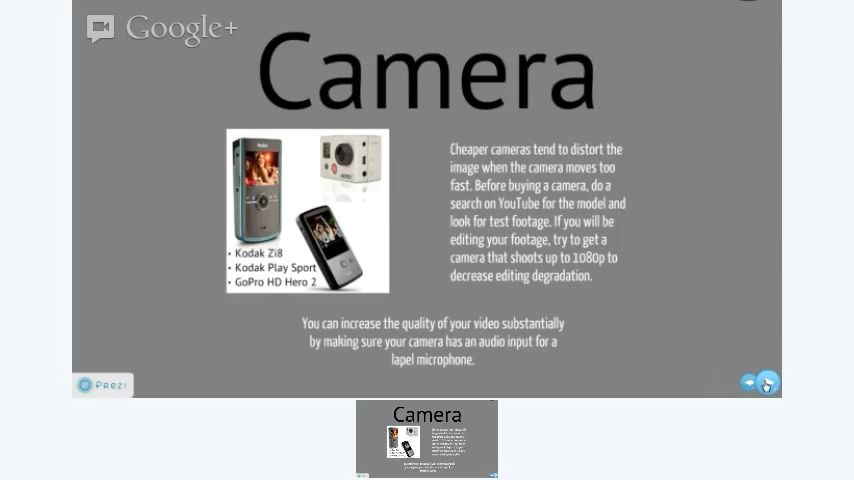 Google+
Camera
Kodak
HERO
• Kodak Zi8
• Kodak Play Sport
• GoPro HD Hero 2
Cheaper cameras tend to distort the
image when the camera moves too
fast. Before buying a camera, do a
search on YouTube for the model and
look for test footage. If you will be
editing your footage, try to get a
camera that shoots up to 1080p to
decrease editing degradation.
You can increase the quality of your video substantially
by making sure your camera has an audio input for a
lapel microphone.
PREZI
Camera